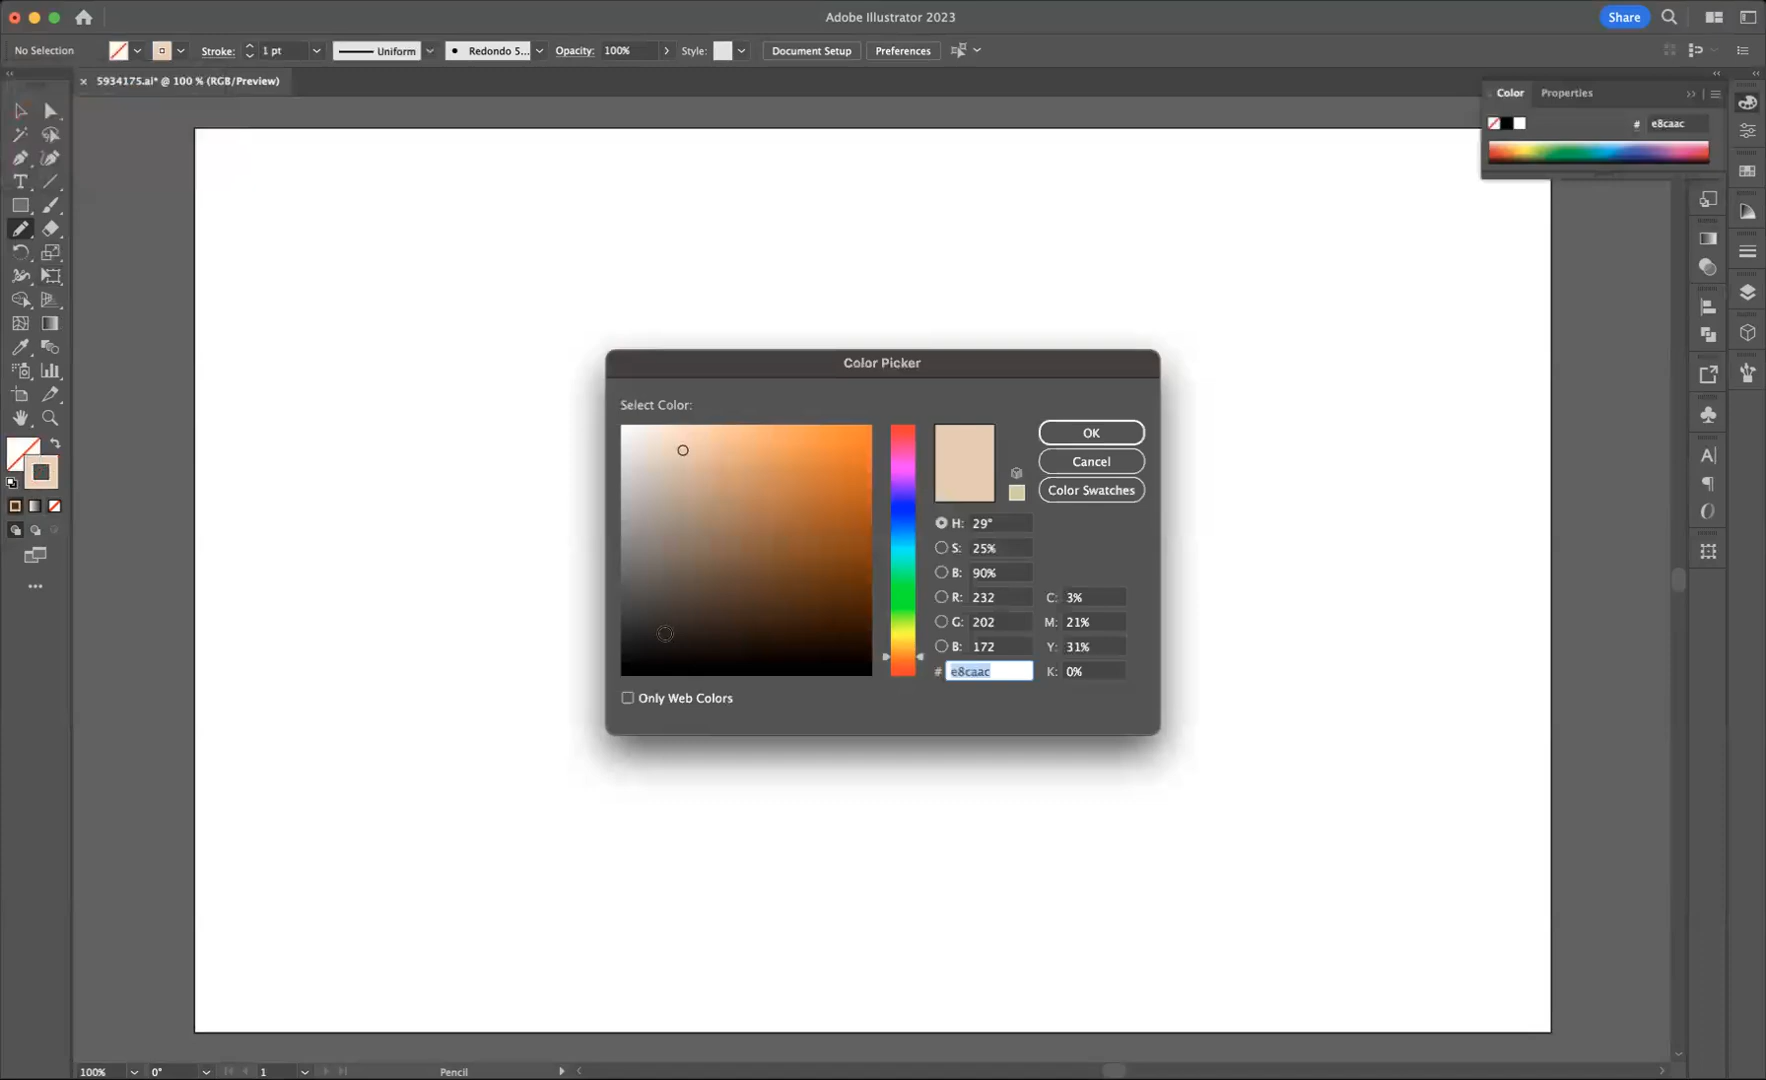 Adobe Illustrator 2023
Share
No Selection
Stroke:
1 pt
Uniform
Redondo 5...
Opacity:
100%
Style:
Document Setup
Preferences
5934175.ai* @ 100 % (RGB/Preview)
Color
Properties
# e8caac
Color Picker
Select Color:
OK
Cancel
Color Swatches
H: 29°
S: 25%
B: 90%
R: 232
C: 3%
G: 202
M: 21%
B: 172
Y: 31%
# e8caac
K: 0%
Only Web Colors
100%
0°
1
Pencil